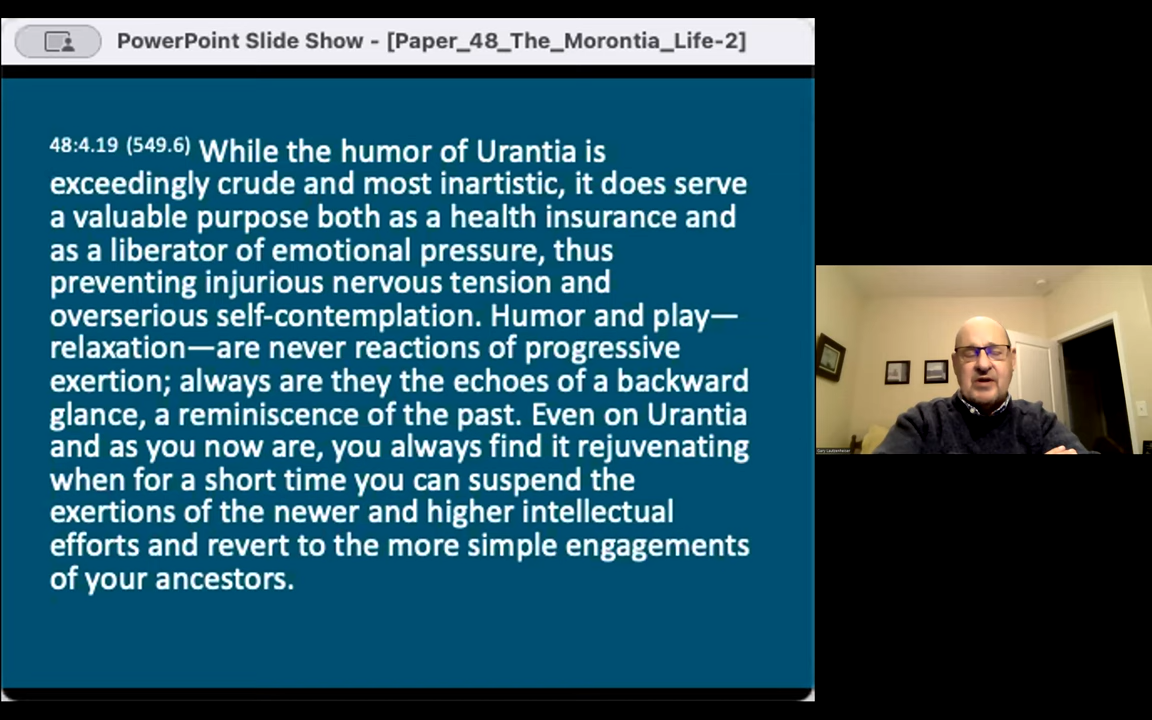 PowerPoint Slide Show - [Paper_48_The_Morontia_Life-2]
48:4.19 (549.6) While the humor of Urantia is
exceedingly crude and most inartistic, it does serve
a valuable purpose both as a health insurance and
as a liberator of emotional pressure, thus
preventing injurious nervous tension and
overserious self-contemplation. Humor and play—
relaxation—are never reactions of progressive
exertion; always are they the echoes of a backward
glance, a reminiscence of the past. Even on Urantia
and as you now are, you always find it rejuvenating
when for a short time you can suspend the
exertions of the newer and higher intellectual
efforts and revert to the more simple engagements
of your ancestors.